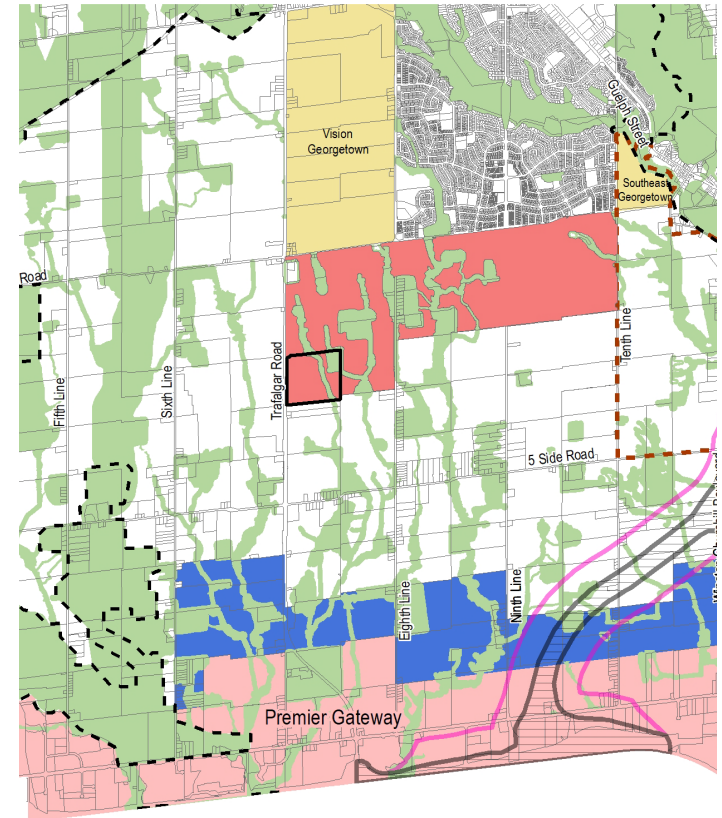 Guelph Street
Vision
Georgetown
Southeast
Georgetown
Road
Fifth Line
Sixth Line
Trafalgar Road
Tenth Line
5 Side Road
Eighth Line
Ninth Line
Premier Gateway